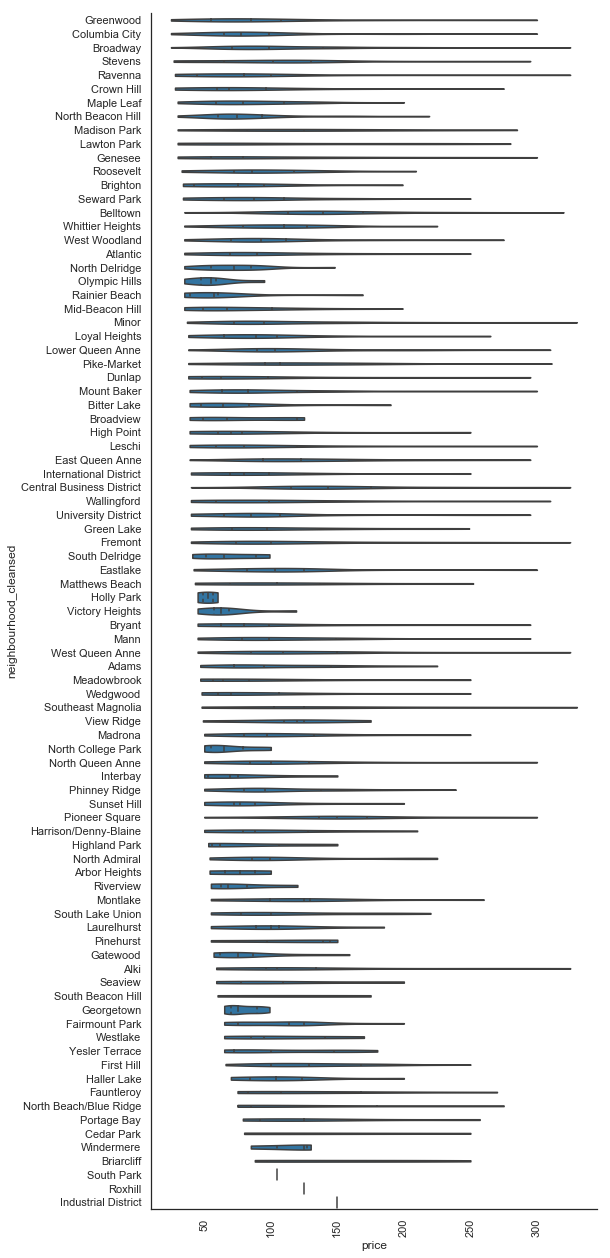 Greenwood
Columbia City
Broadway
Stevens
Ravenna
Crown Hill
Maple Leaf
North Beacon Hill
Madison Park
Lawton Park
Genesee
Roosevelt
Brighton
Seward Park
Belltown
Whittier Heights
West Woodland
Atlantic
North Delridge
Olympic Hills
Rainier Beach
Mid-Beacon Hill
Minor
Loyal Heights
Lower Queen Anne
Pike-Market
Dunlap
Mount Baker
Bitter Lake
Broadview
High Point
Leschi
East Queen Anne
International District
Central Business District
Wallingford
University District
Green Lake
Fremont
South Delridge
Eastlake
Matthews Beach
Holly Park
Victory Heights
Bryant
Mann
West Queen Anne
Adams
Meadowbrook
Wedgwood
Southeast Magnolia
View Ridge
Madrona
North College Park
North Queen Anne
Interbay
Phinney Ridge
Sunset Hill
Pioneer Square
Harrison/Denny-Blaine
Highland Park
North Admiral
Arbor Heights
Riverview
Montlake
South Lake Union
Laurelhurst
Pinehurst
Gatewood
Alki
Seaview
South Beacon Hill
Georgetown
Fairmount Park
Westlake
Yesler Terrace
First Hill
Haller Lake
Fauntleroy
North Beach/Blue Ridge
Portage Bay
Cedar Park
Windermere
Briarcliff
South Park
Roxhill
Industrial District
neighbourhood_cleansed
50
100
150
200
250
300
price